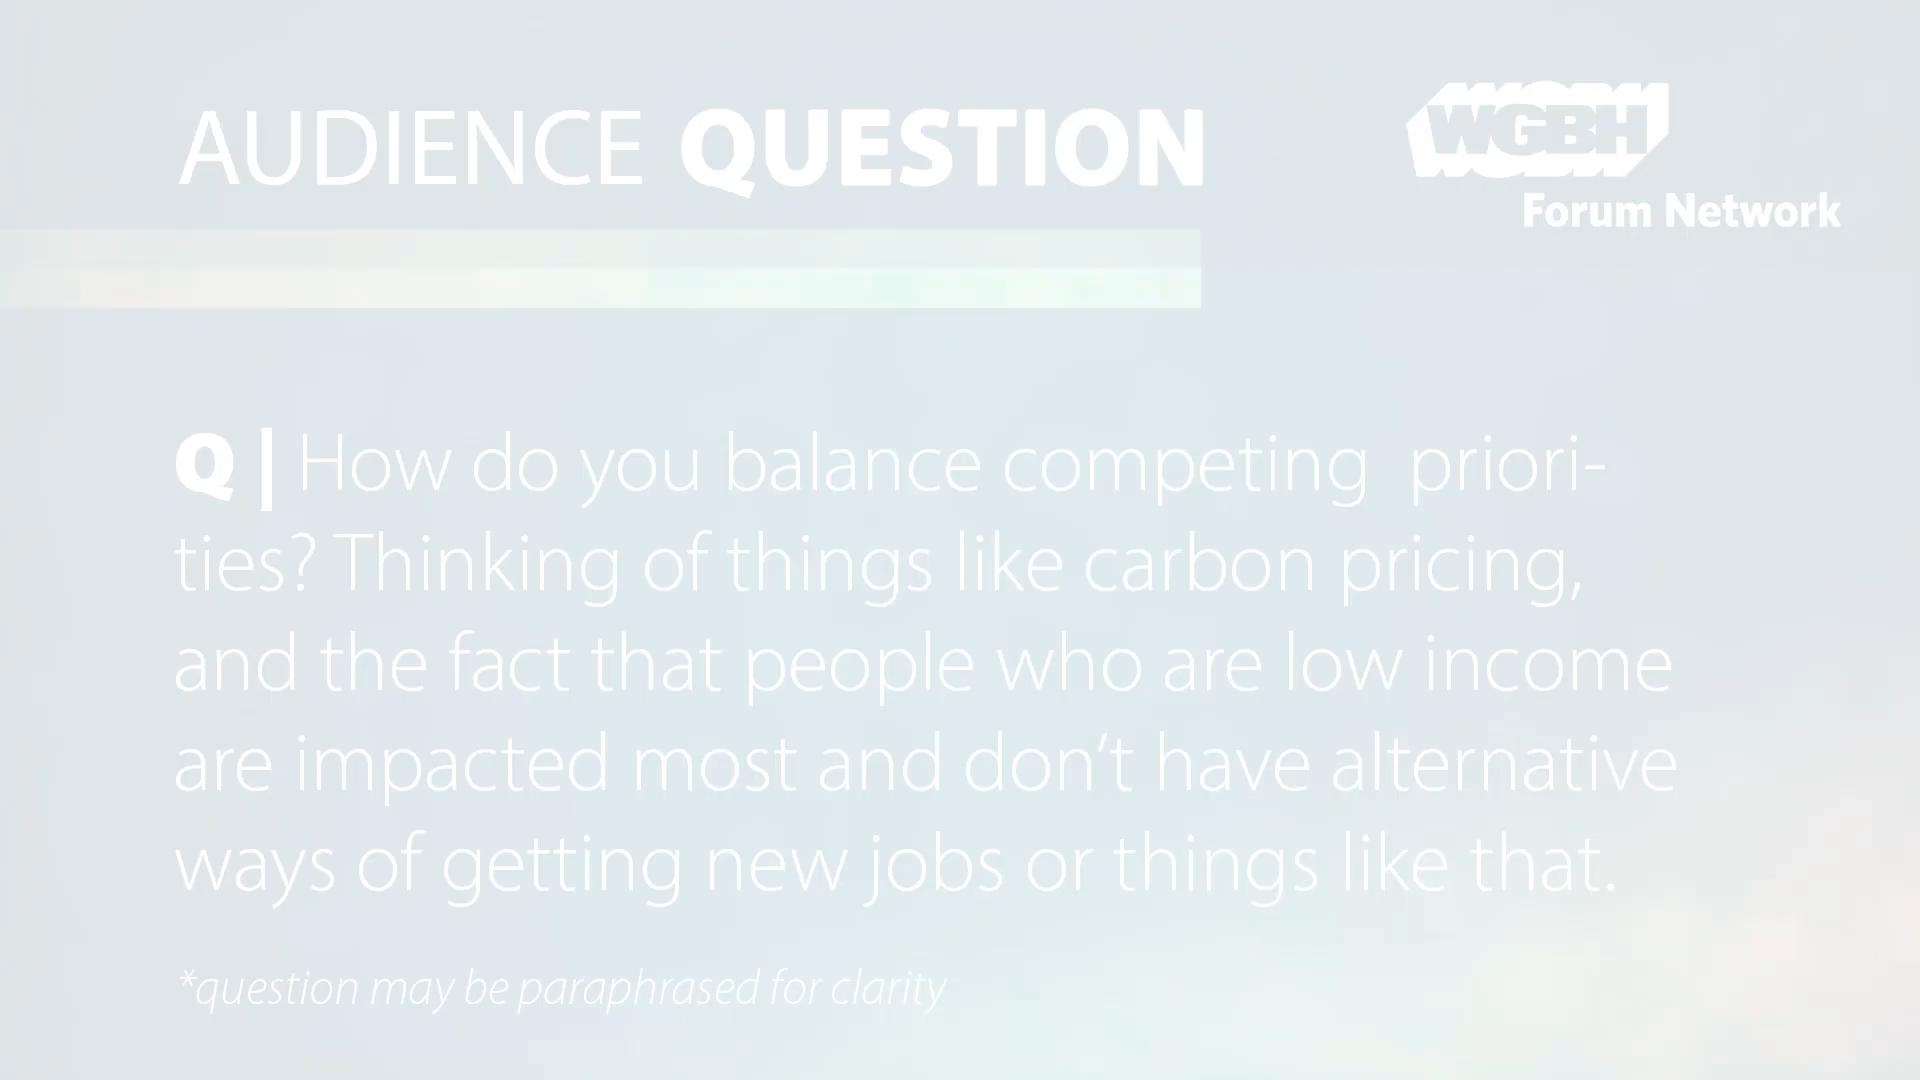 AUDIENCE QUESTION
WGBH
Forum Network
Q | How do you balance competing priori-
ties? Thinking of things like carbon pricing,
and the fact that people who are low income
are impacted most and don’t have alternative
ways of getting new jobs or things like that.
*question may be paraphrased for clarity